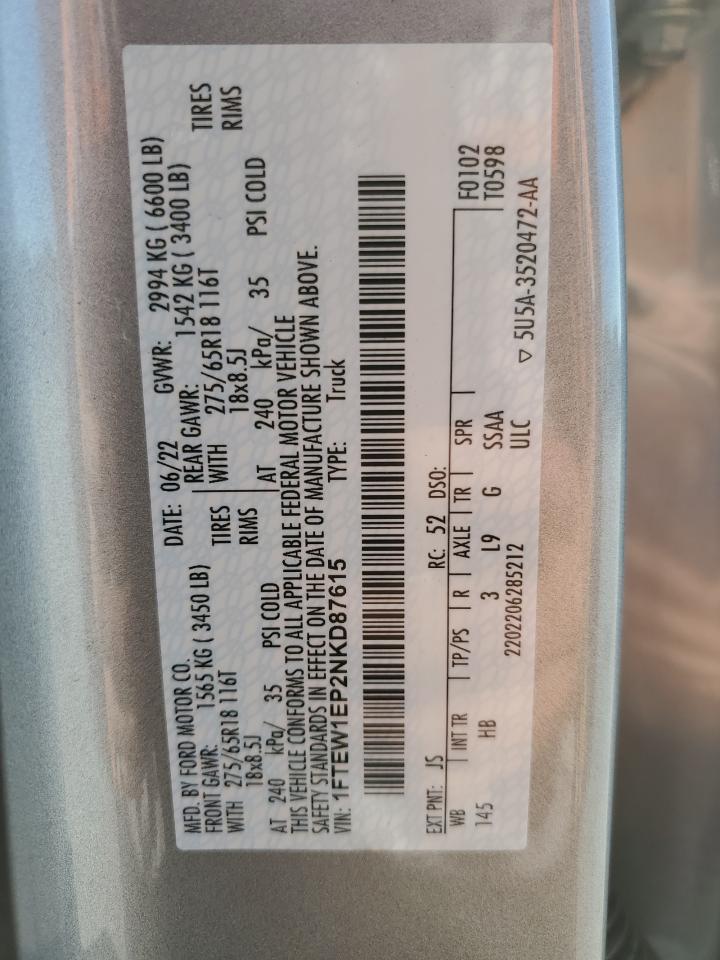 MFD. BY FORD MOTOR CO. DATE: 06/22 GVWR: 2994 KG ( 6600 LB)
FRONT GAWR: 1565 KG ( 3450 LB) REAR GAWR: 1542 KG ( 3400 LB)
WITH 275/65R18 116T TIRES WITH 275/65R18 116T TIRES
18x8.5J RIMS 18x8.5J RIMS
AT 240 kPa/ 35 PSI COLD AT 240 kPa/ 35 PSI COLD
THIS VEHICLE CONFORMS TO ALL APPLICABLE FEDERAL MOTOR VEHICLE
SAFETY STANDARDS IN EFFECT ON THE DATE OF MANUFACTURE SHOWN ABOVE.
VIN: 1FTEW1EP2NKD87615 TYPE: Truck
EXT PNT: JS RC: 52 DSO:
WB INT TR TP/PS R AXLE TR SPR F0102
145 HB 3 L9 G SSAA T0598
2202206285212 ULC
▽ 5U5A-3520472-AA